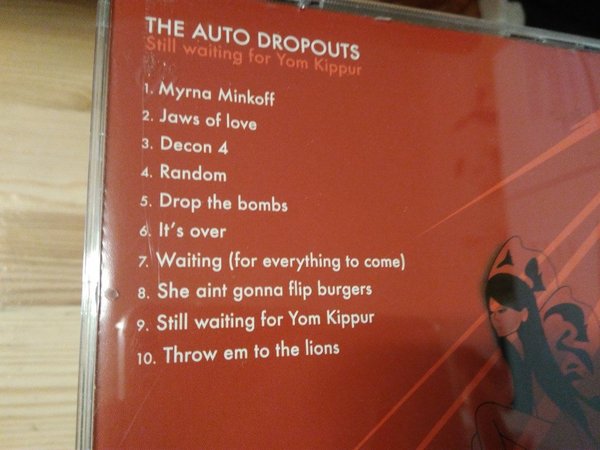 THE AUTO DROPOUTS
Still waiting for Yom Kippur
1. Myrna Minkoff
2. Jaws of love
3. Decon 4
4. Random
5. Drop the bombs
6. It's over
7. Waiting (for everything to come)
8. She aint gonna flip burgers
9. Still waiting for Yom Kippur
10. Throw em to the lions